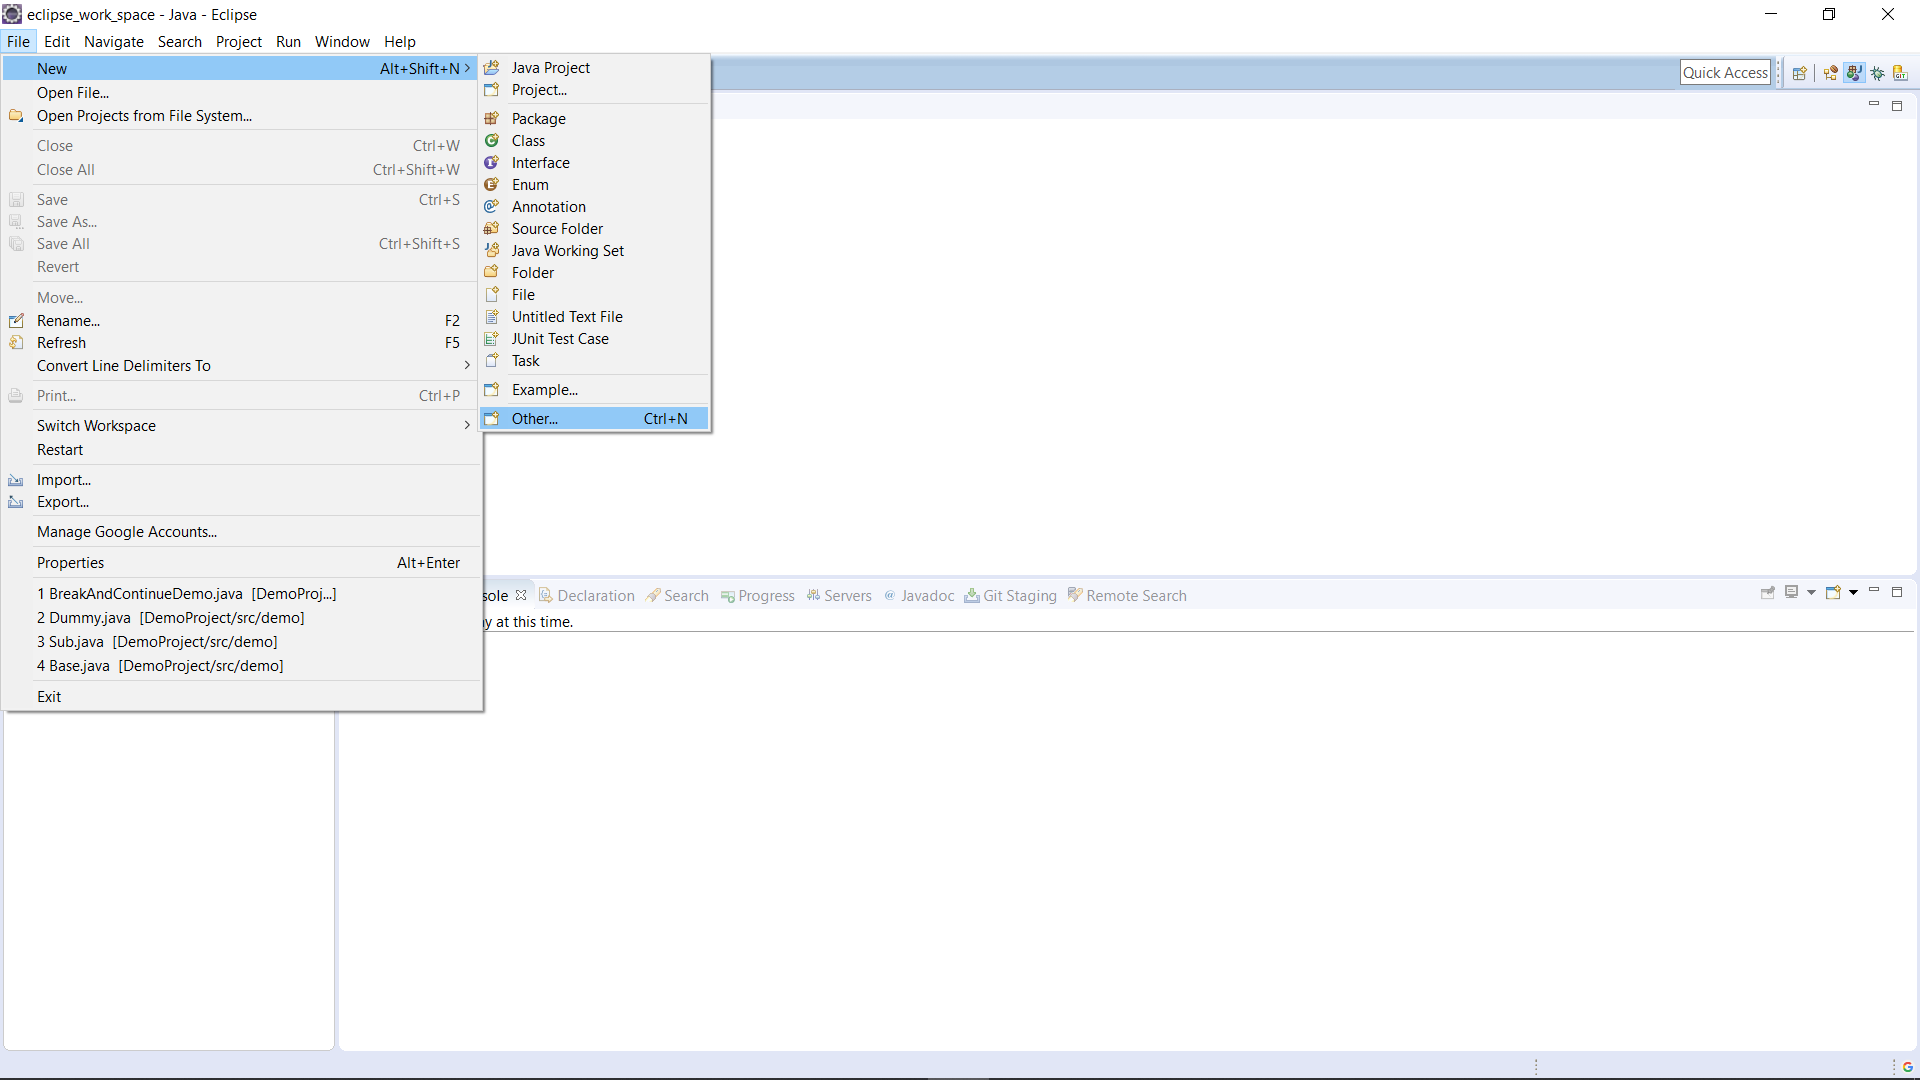 eclipse_work_space - Java - Eclipse
File Edit Navigate Search Project Run Window Help
New Alt+Shift+N
Open File...
Open Projects from File System...
Close Ctrl+W
Close All Ctrl+Shift+W
Save Ctrl+S
Save As...
Save All Ctrl+Shift+S
Revert
Move...
Rename... F2
Refresh F5
Convert Line Delimiters To
Print... Ctrl+P
Switch Workspace
Restart
Import...
Export...
Manage Google Accounts...
Properties Alt+Enter
1 BreakAndContinueDemo.java [DemoProj...]
2 Dummy.java [DemoProject/src/demo]
3 Sub.java [DemoProject/src/demo]
4 Base.java [DemoProject/src/demo]
Exit
Java Project
Project...
Package
Class
Interface
Enum
Annotation
Source Folder
Java Working Set
Folder
File
Untitled Text File
JUnit Test Case
Task
Example...
Other... Ctrl+N
Quick Access
sole Declaration Search Progress Servers Javadoc Git Staging Remote Search
y at this time.